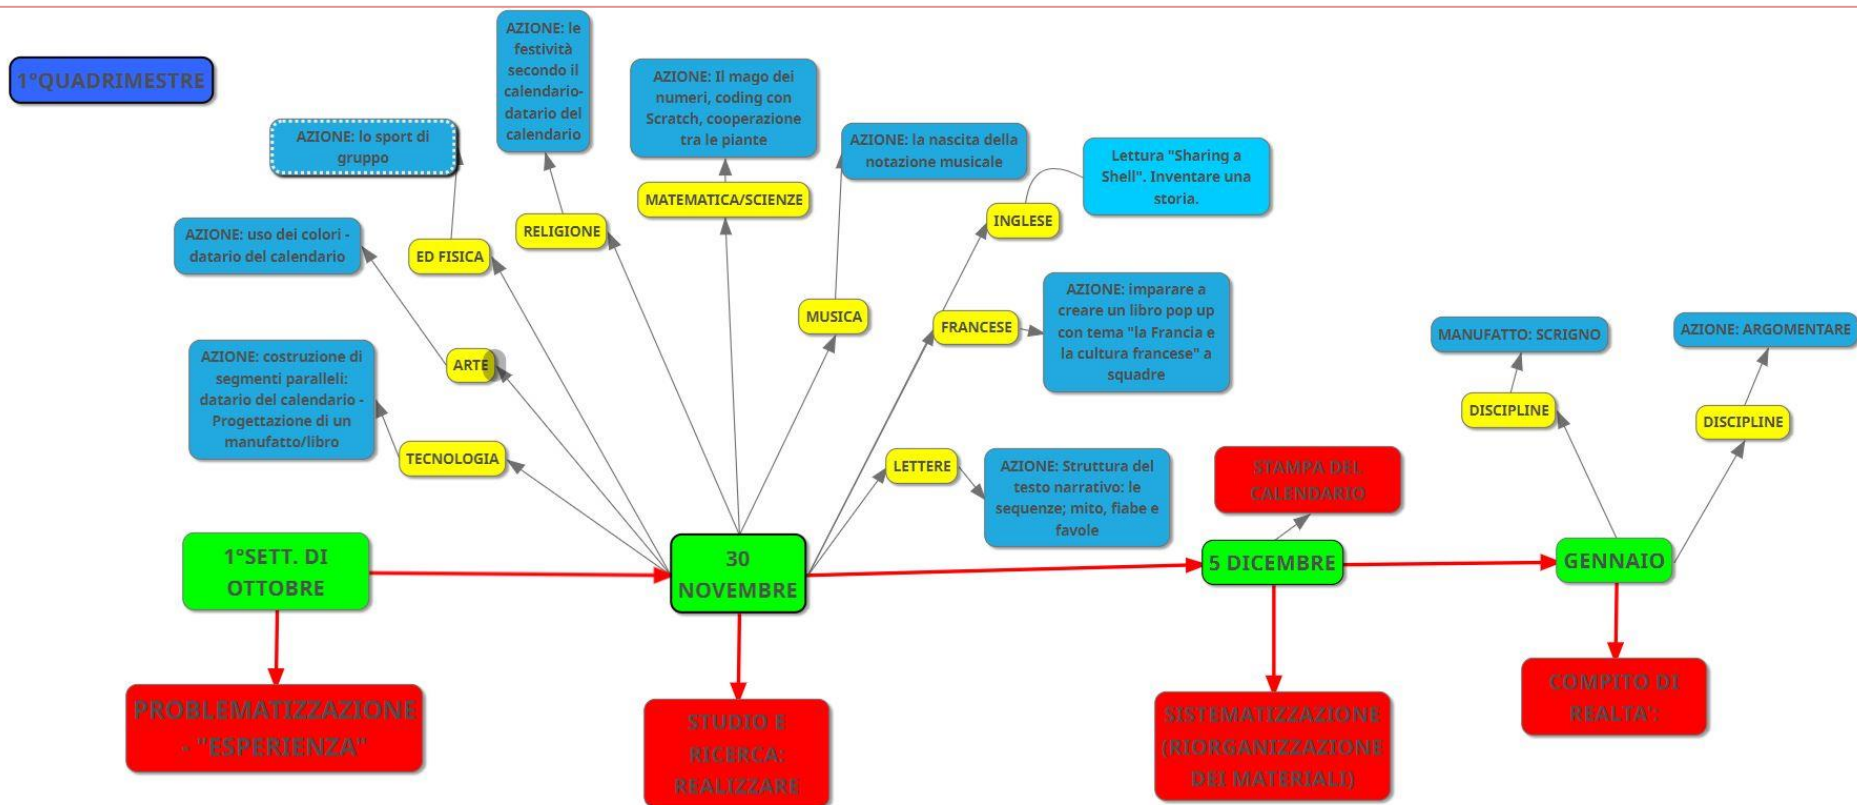 1°QUADRIMESTRE
AZIONE: lo sport di
gruppo
AZIONE: le
festività
secondo il
calendario-
datario del
calendario
AZIONE: Il mago dei
numeri, coding con
Scratch, cooperazione
tra le piante
AZIONE: la nascita della
notazione musicale
Lettura "Sharing a
Shell". Inventare una
storia.
MATEMATICA/SCIENZE
RELIGIONE
INGLESE
AZIONE: uso dei colori -
datario del calendario
ED FISICA
MUSICA
FRANCESE
AZIONE: imparare a
creare un libro pop up
con tema "la Francia e
la cultura francese" a
squadre
MANUFATTO: SCRIGNO
AZIONE: ARGOMENTARE
AZIONE: costruzione di
segmenti paralleli:
datario del calendario -
Progettazione di un
manufatto/libro
ARTE
DISCIPLINE
DISCIPLINE
TECNOLOGIA
LETTERE
AZIONE: Struttura del
testo narrativo: le
sequenze; mito, fiabe e
favole
STAMPA DEL
CALENDARIO
1°SETT. DI
OTTOBRE
30
NOVEMBRE
5 DICEMBRE
GENNAIO
PROBLEMATIZZAZIONE
- "ESPERIENZA"
STUDIO E
RICERCA:
REALIZZARE
SISTEMATIZZAZIONE
(RIORGANIZZAZIONE
DEI MATERIALI)
COMPITO DI
REALTA':